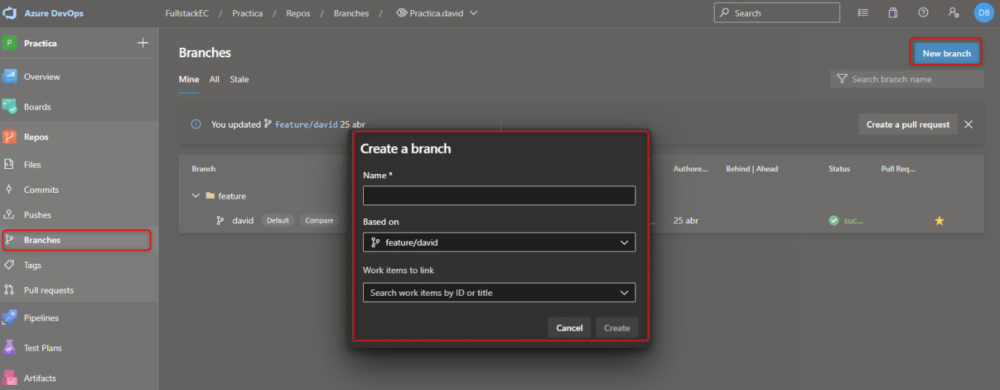 Azure DevOps
FullstackEC / Practica / Repos / Branches / Practica.david
Search
DB
P Practica
Overview
Boards
Repos
Files
Commits
Pushes
Branches
Tags
Pull requests
Pipelines
Test Plans
Artifacts
Branches
New branch
Mine All Stale
Search branch name
You updated feature/david 25 abr
Create a pull request
Branch Authore... Behind | Ahead Status Pull Req...
feature
david Default Compare ... 25 abr suc...
Create a branch
Name *
Based on
feature/david
Work items to link
Search work items by ID or title
Cancel Create